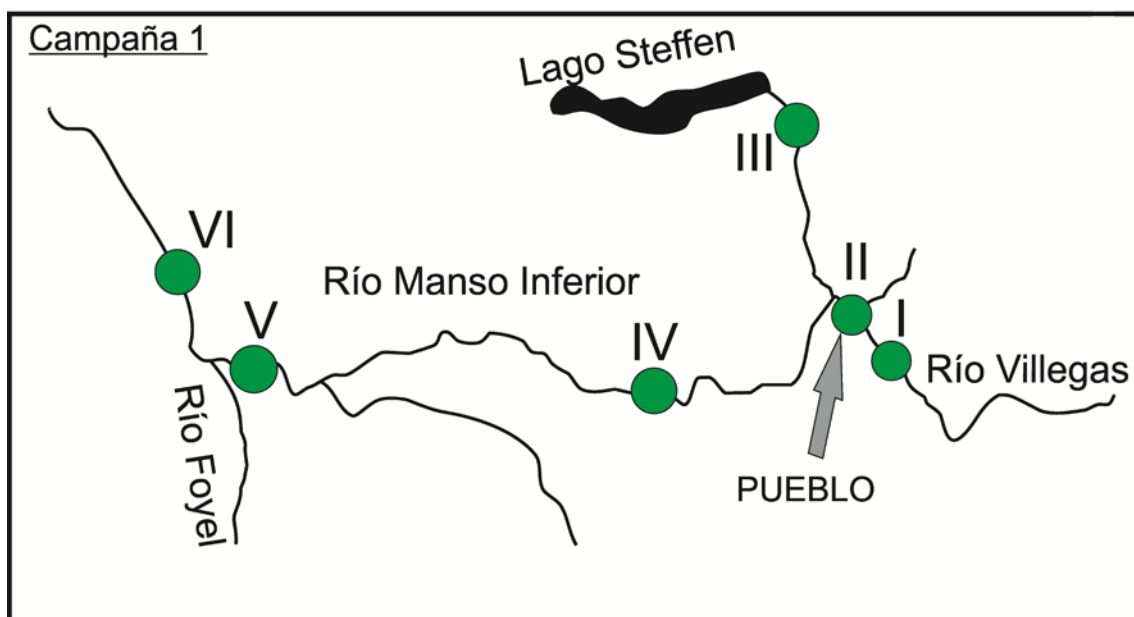 Campaña 1
Lago Steffen
III
VI
II
Río Manso Inferior
V
I
IV
Río Villegas
Río Foyel
PUEBLO